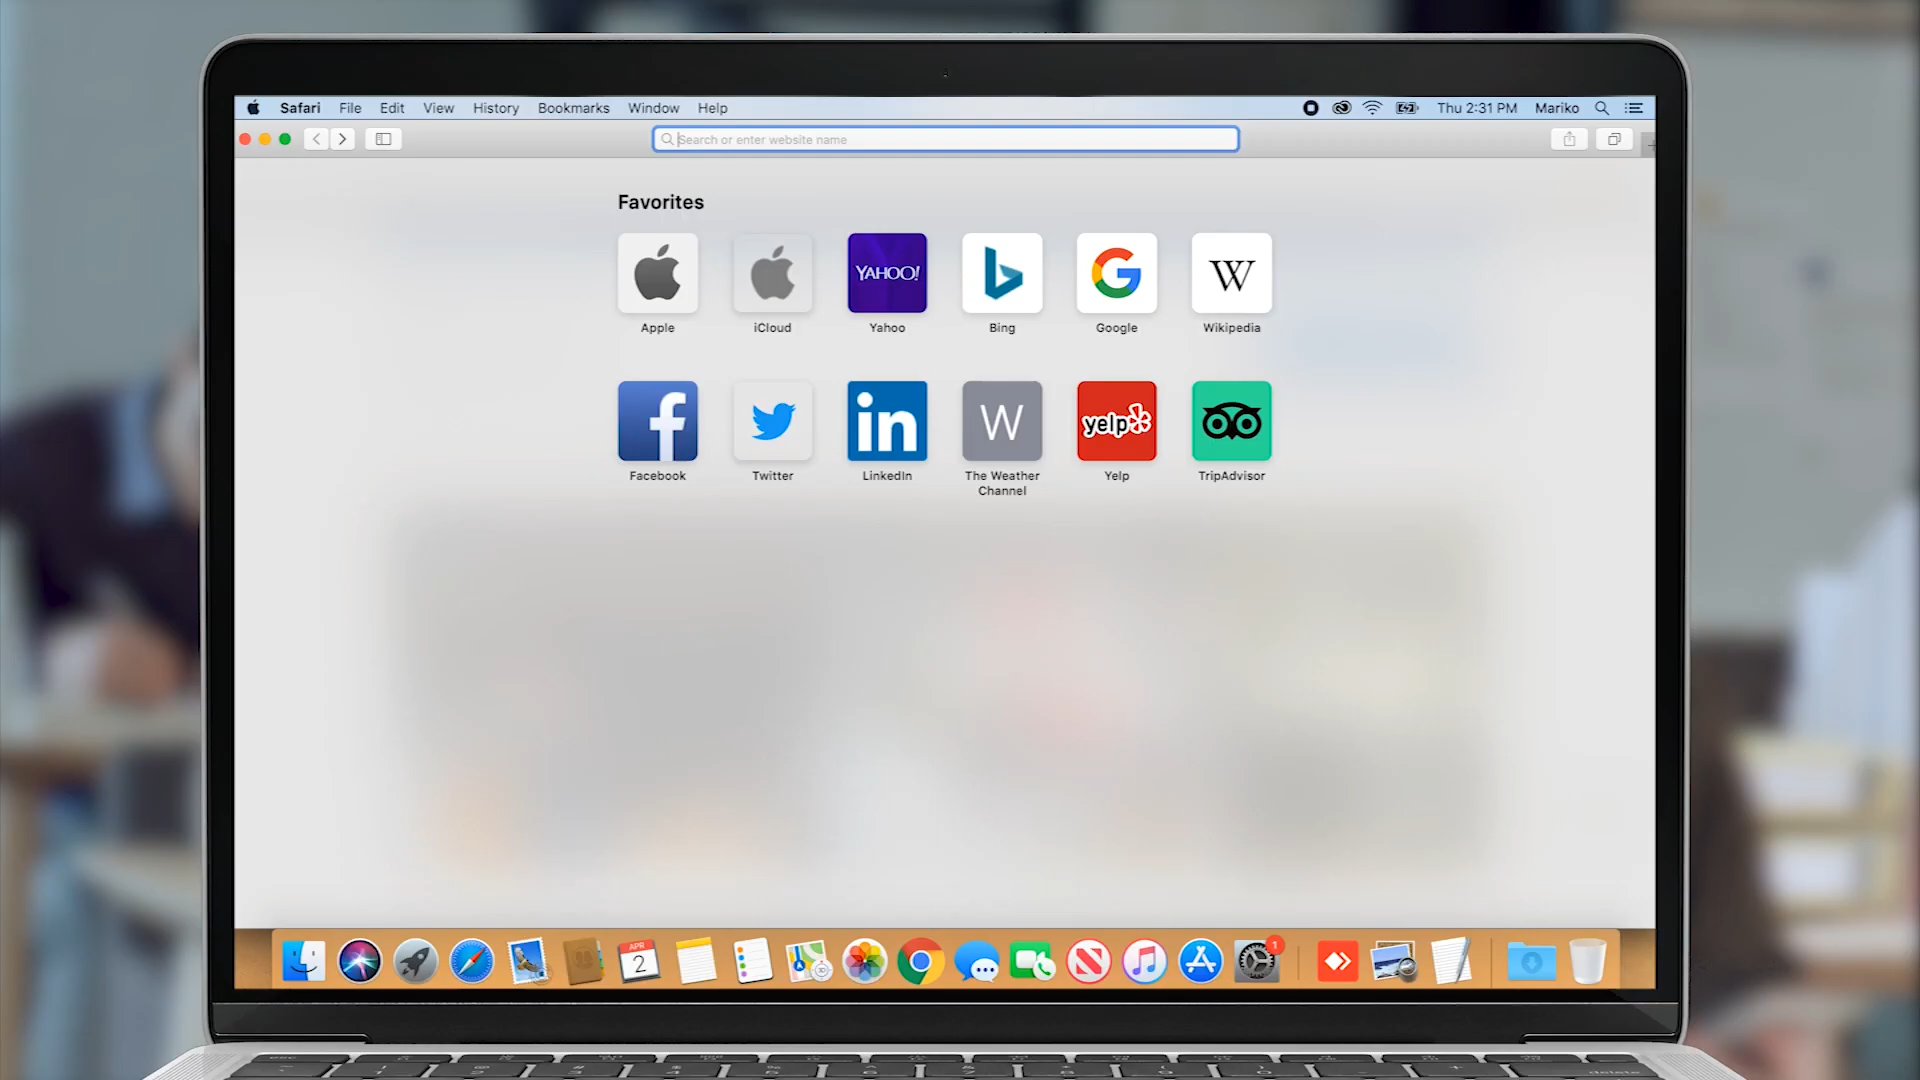 Safari File Edit View History Bookmarks Window Help Thu 2:31 PM Mariko
Search or enter website name
Favorites
YAHOO! G W
Apple iCloud Yahoo Bing Google Wikipedia
f in W yelp
Facebook Twitter LinkedIn The Weather Channel Yelp TripAdvisor
APR
2
1
delete